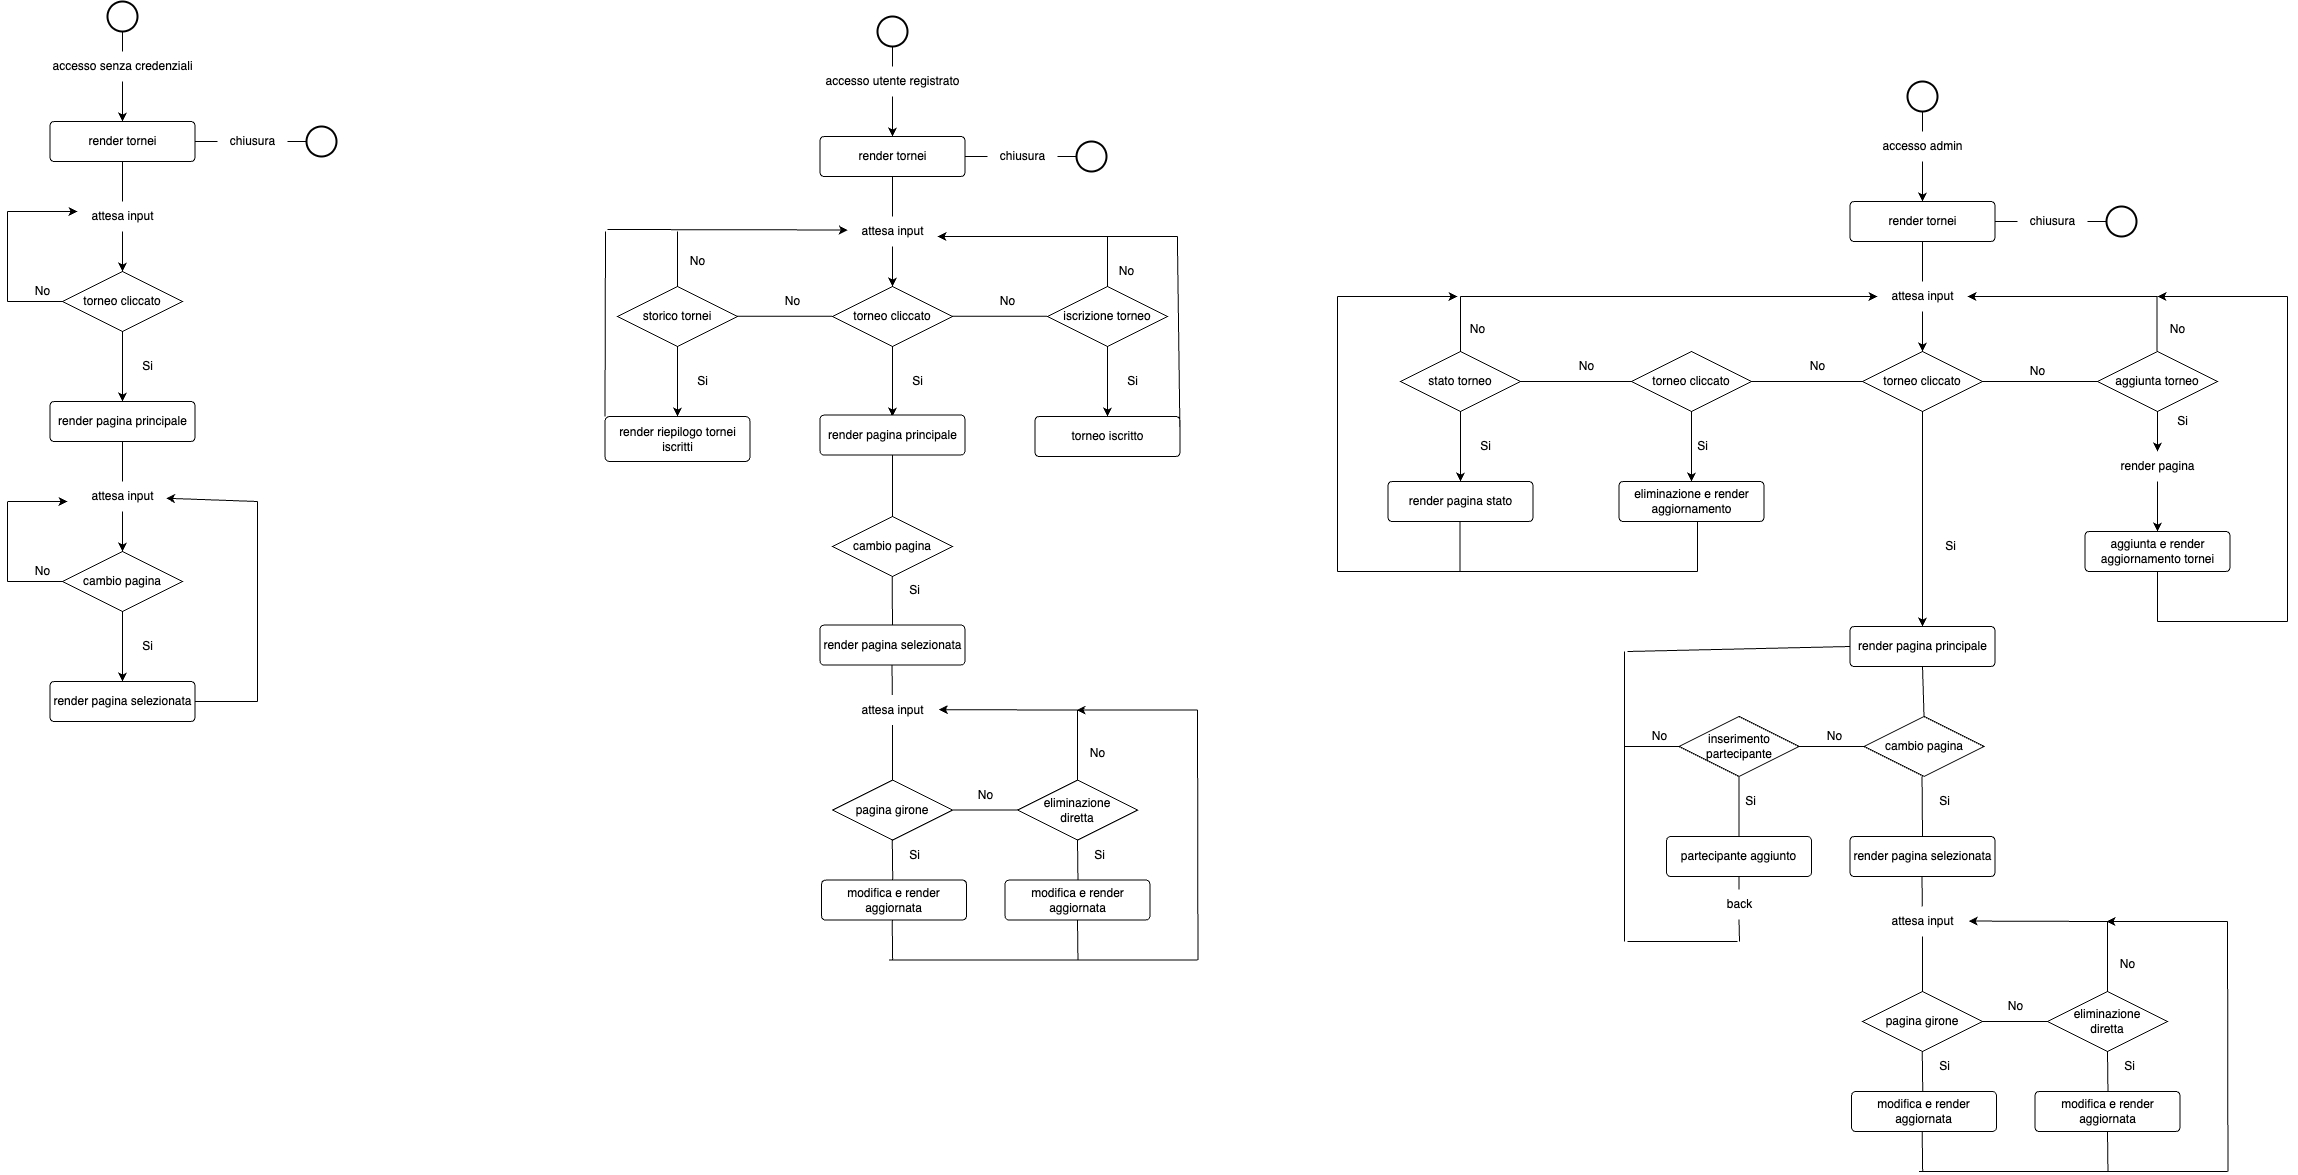 accesso senza credenziali
render tornei
chiusura
attesa input
No
torneo cliccato
Si
render pagina principale
attesa input
No
cambio pagina
Si
render pagina selezionata
accesso utente registrato
render tornei
chiusura
attesa input
No
No
storico tornei
No
torneo cliccato
No
iscrizione torneo
Si
Si
Si
render riepilogo tornei
iscritti
render pagina principale
torneo iscritto
cambio pagina
Si
render pagina selezionata
attesa input
No
pagina girone
No
eliminazione
diretta
Si
Si
modifica e render
aggiornata
modifica e render
aggiornata
accesso admin
render tornei
chiusura
attesa input
No
No
stato torneo
No
torneo cliccato
No
torneo cliccato
No
aggiunta torneo
Si
Si
Si
Si
render pagina stato
eliminazione e render
aggiornamento
render pagina
aggiunta e render
aggiornamento tornei
render pagina principale
No
inserimento
partecipante
No
cambio pagina
Si
Si
partecipante aggiunto
render pagina selezionata
back
attesa input
No
pagina girone
No
eliminazione
diretta
Si
Si
modifica e render
aggiornata
modifica e render
aggiornata